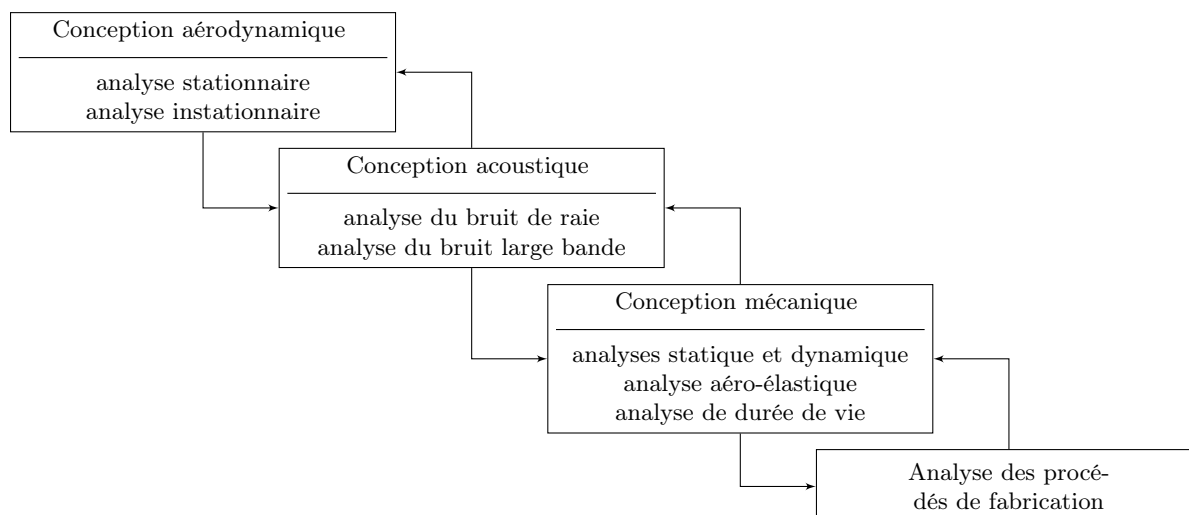 Conception aérodynamique
analyse stationnaire
analyse instationnaire
Conception acoustique
analyse du bruit de raie
analyse du bruit large bande
Conception mécanique
analyses statique et dynamique
analyse aéro-élastique
analyse de durée de vie
Analyse des procé-
dés de fabrication